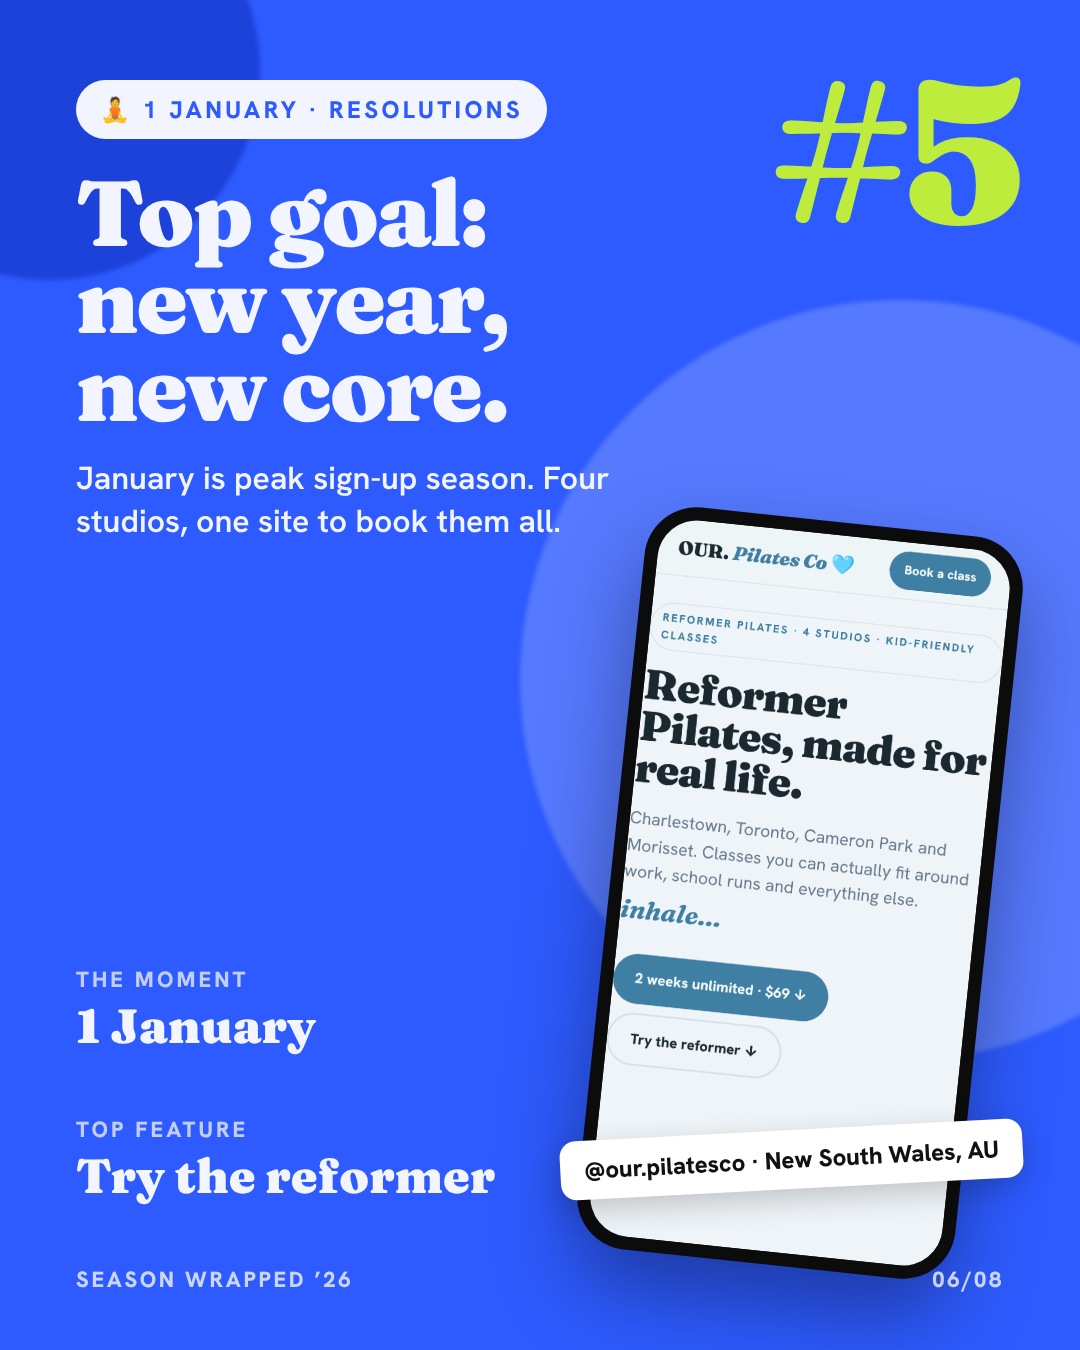 🧘 1 JANUARY · RESOLUTIONS
#5
Top goal:
new year,
new core.
January is peak sign-up season. Four
studios, one site to book them all.
OUR. Pilates Co 🩵
Book a class
REFORMER PILATES · 4 STUDIOS · KID-FRIENDLY
CLASSES
Reformer
Pilates, made for
real life.
Charlestown, Toronto, Cameron Park and
Morisset. Classes you can actually fit around
work, school runs and everything else.
inhale...
2 weeks unlimited · $69 ↓
Try the reformer ↓
THE MOMENT
1 January
TOP FEATURE
Try the reformer
@our.pilatesco · New South Wales, AU
SEASON WRAPPED ’26
06/08